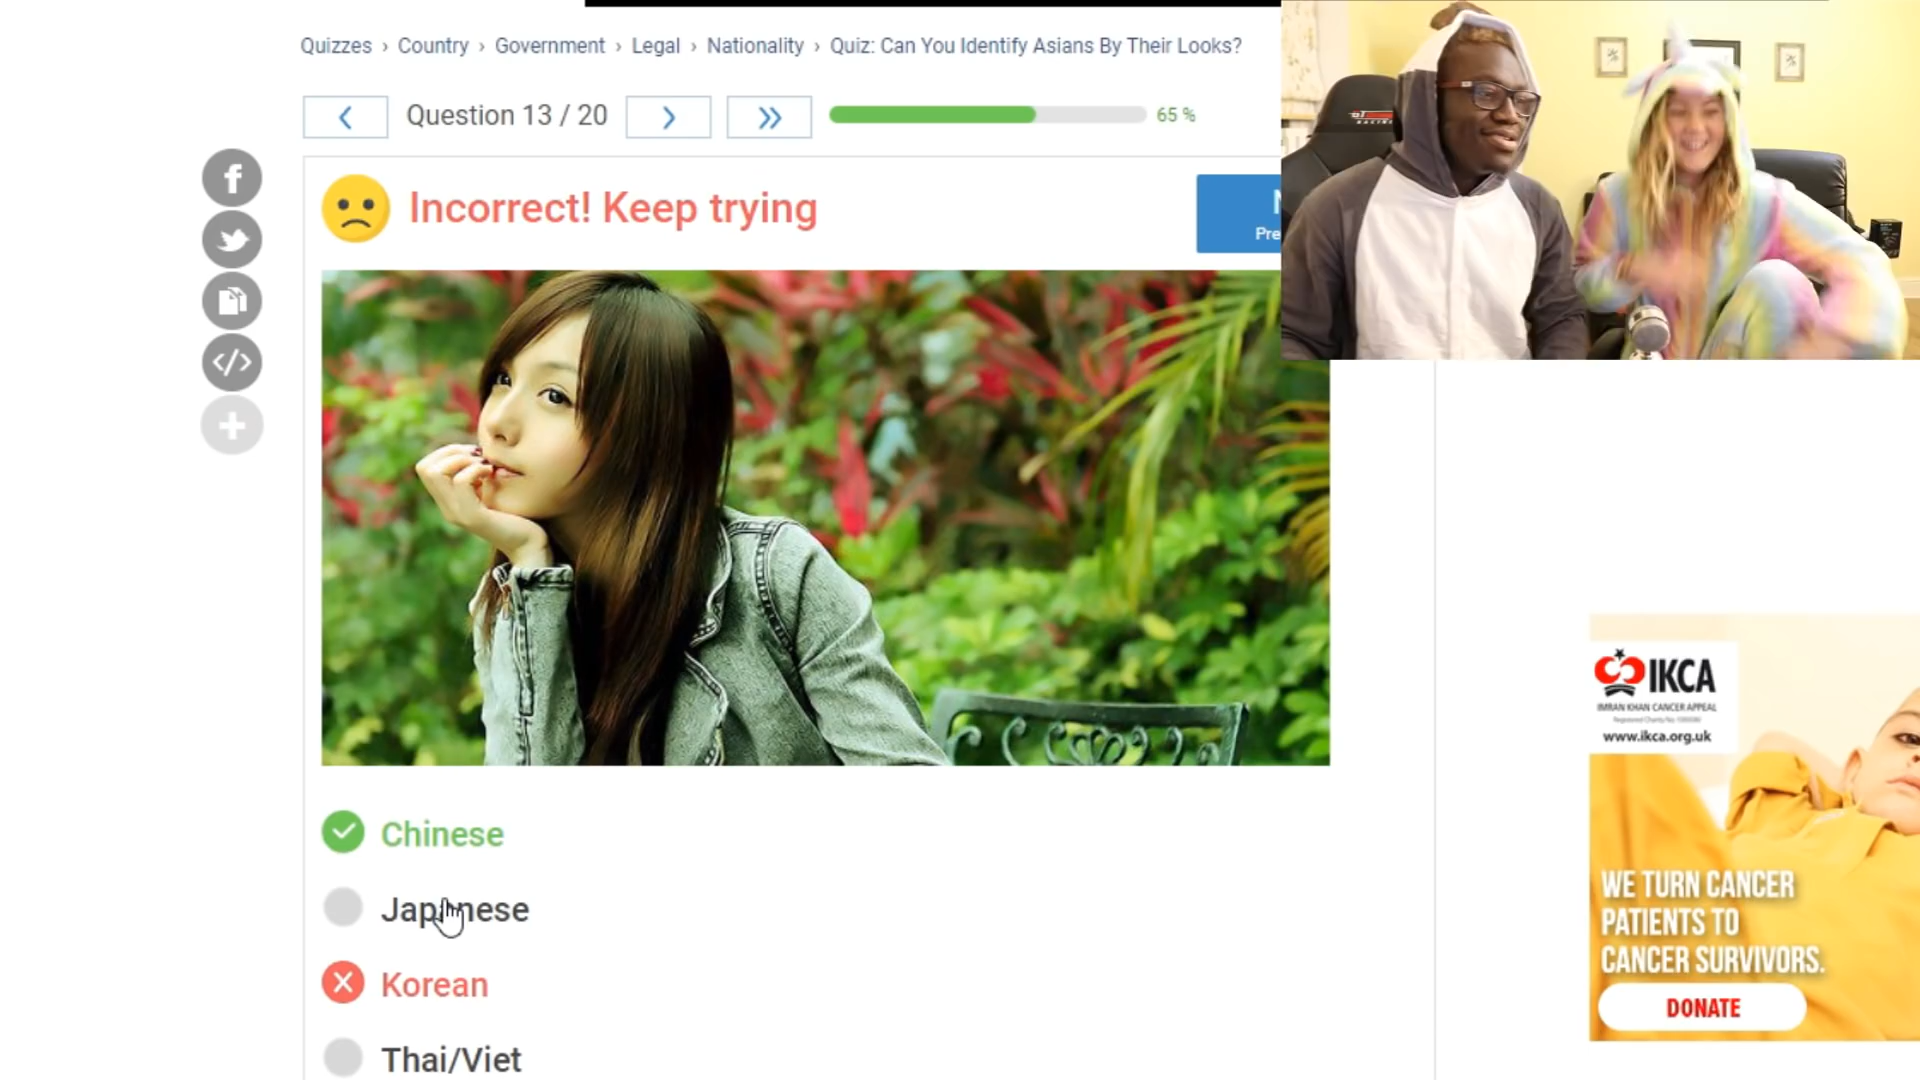 Quizzes › Country › Government › Legal › Nationality › Quiz: Can You Identify Asians By Their Looks?
Question 13 / 20
65 %
Incorrect! Keep trying
Pre
Chinese
Japanese
Korean
Thai/Viet
IKCA
IMRAN KHAN CANCER APPEAL
www.ikca.org.uk
WE TURN CANCER
PATIENTS TO
CANCER SURVIVORS.
DONATE